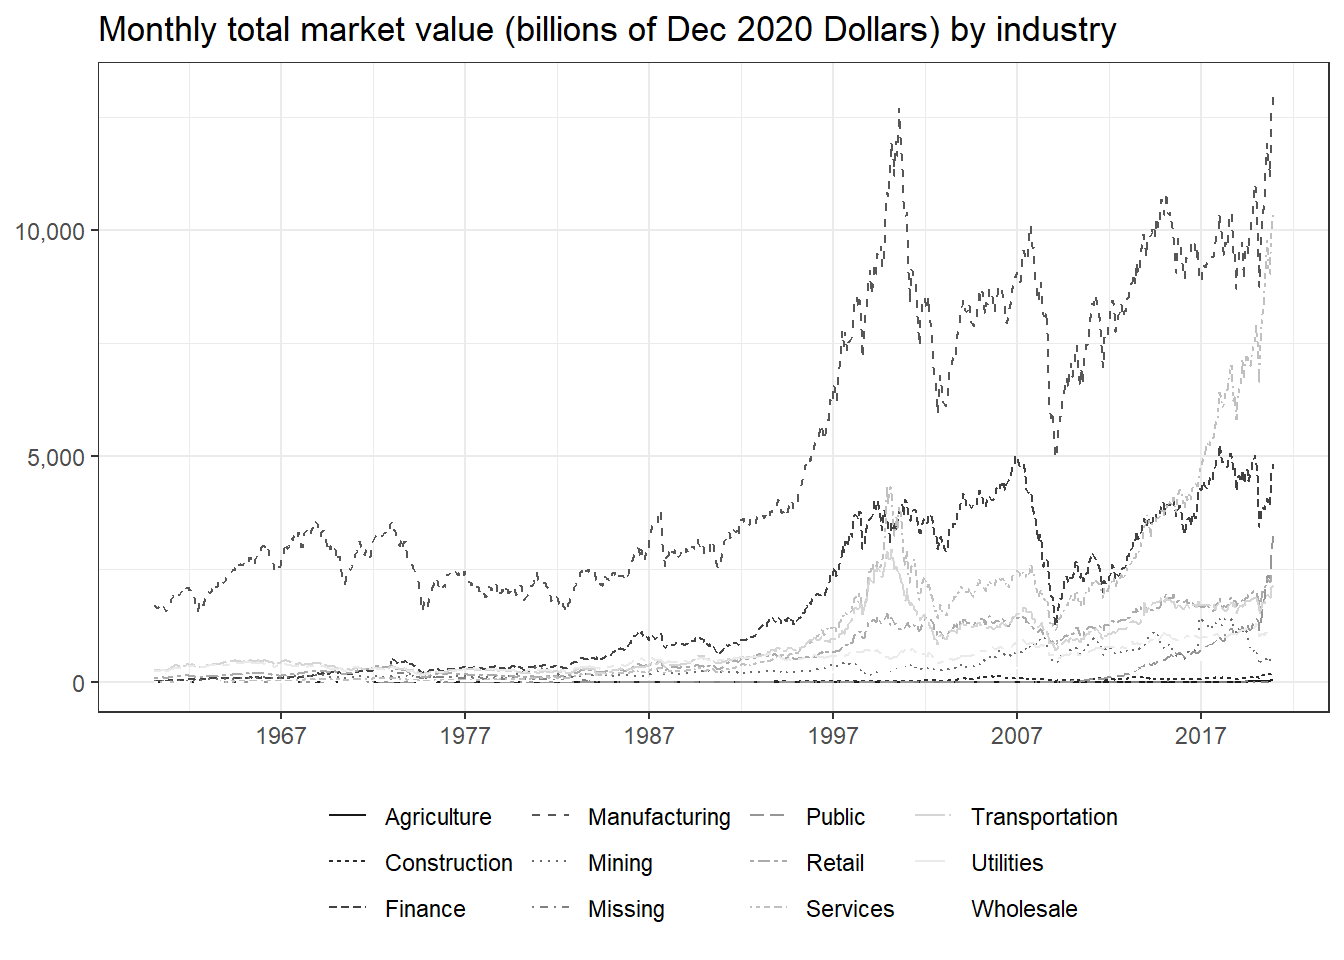 Monthly total market value (billions of Dec 2020 Dollars) by industry
10,000
5,000
0
1967 1977 1987 1997 2007 2017
Agriculture Manufacturing Public Transportation
Construction Mining Retail Utilities
Finance Missing Services Wholesale